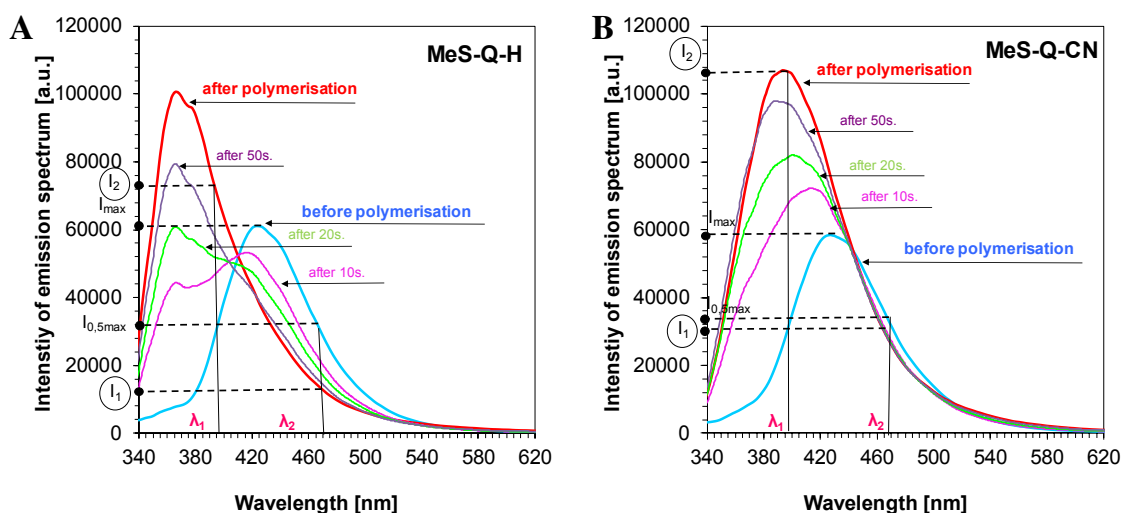 A
MeS-Q-H
Intenstiy of emission spectrum [a.u.]
120000
100000
80000
60000
40000
20000
0
I2
Imax
I0,5max
I1
after polymerisation
after 50s.
before polymerisation
after 20s.
after 10s.
λ1
λ2
340
380
420
460
500
540
580
620
Wavelength [nm]
B
MeS-Q-CN
Intensity of emission spectrum [a.u.]
120000
100000
80000
60000
40000
20000
0
I2
Imax
I0,5max
I1
after polymerisation
after 50s.
after 20s.
after 10s.
before polymerisation
λ1
λ2
340
380
420
460
500
540
580
620
Wavelength [nm]